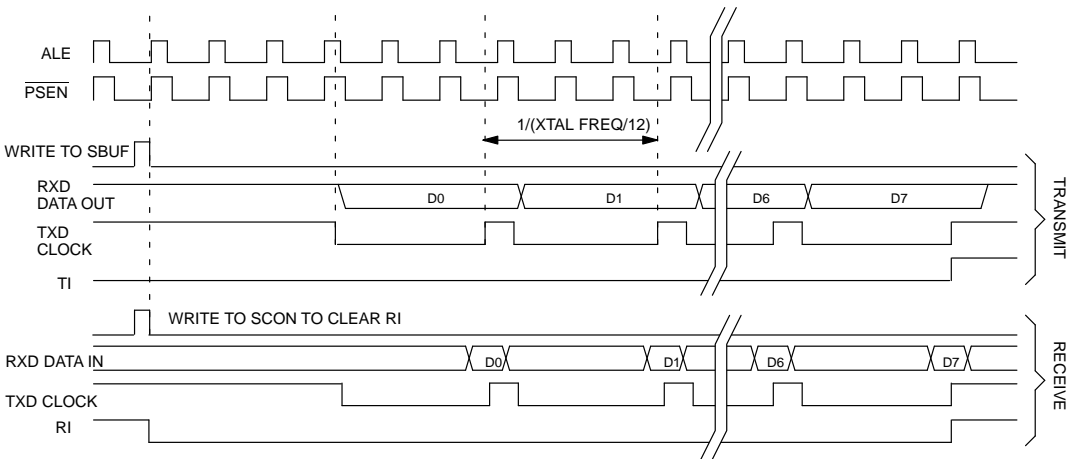 ALE
PSEN
1/(XTAL FREQ/12)
WRITE TO SBUF
RXD
DATA OUT
D0
D1
D6
D7
TXD
CLOCK
TI
TRANSMIT
WRITE TO SCON TO CLEAR RI
RXD DATA IN
D0
D1
D6
D7
TXD CLOCK
RI
RECEIVE